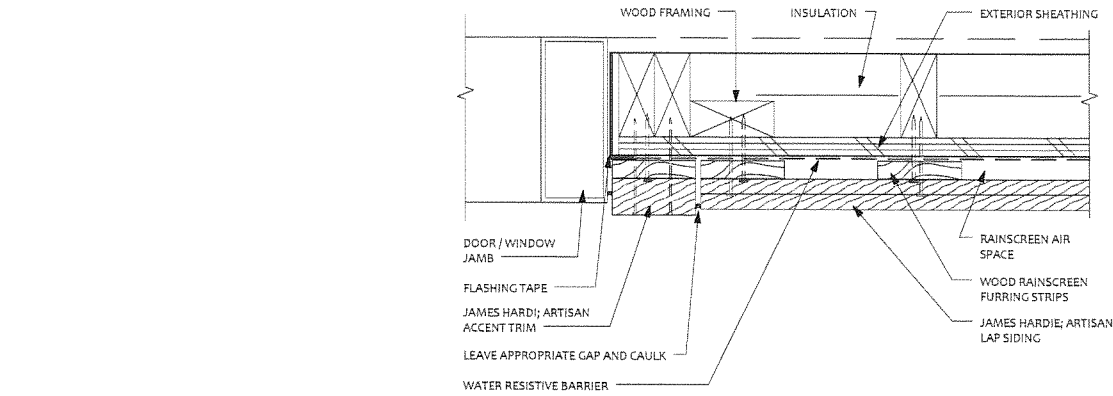 WOOD FRAMING
INSULATION
EXTERIOR SHEATHING
DOOR / WINDOW
JAMB
FLASHING TAPE
JAMES HARDI; ARTISAN
ACCENT TRIM
LEAVE APPROPRIATE GAP AND CAULK
WATER RESISTIVE BARRIER
RAINSCREEN AIR
SPACE
WOOD RAINSCREEN
FURRING STRIPS
JAMES HARDIE; ARTISAN
LAP SIDING